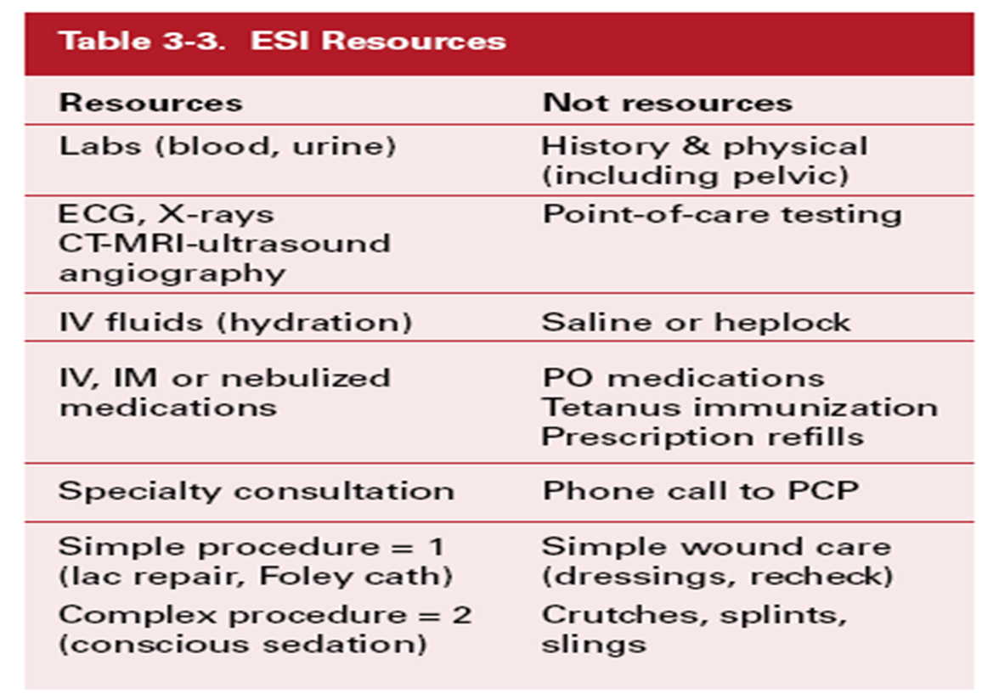 Table 3-3. ESI Resources
Resources Not resources
Labs (blood, urine) History & physical
(including pelvic)
ECG, X-rays Point-of-care testing
CT-MRI-ultrasound
angiography
IV fluids (hydration) Saline or heplock
IV, IM or nebulized PO medications
medications Tetanus immunization
Prescription refills
Specialty consultation Phone call to PCP
Simple procedure = 1 Simple wound care
(lac repair, Foley cath) (dressings, recheck)
Complex procedure = 2 Crutches, splints,
(conscious sedation) slings